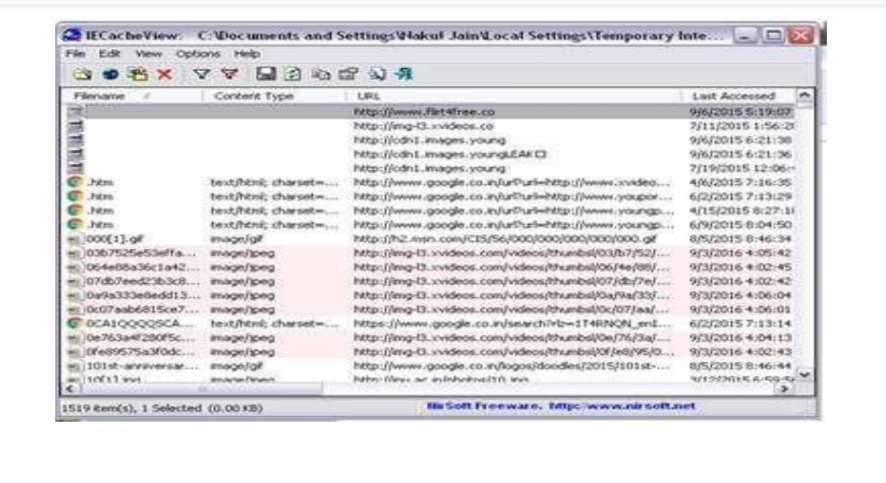 IECacheView: C:\Documents and Settings\Nakul Jain\Local Settings\Temporary Inte...
File Edit View Options Help
Filename / Content Type URL Last Accessed
http://www.flirt4free.co 9/6/2015 5:19:07
http://img-l3.xvideos.co 7/11/2015 1:56:20
http://cdn1.images.young 9/6/2015 6:21:38
http://cdn1.images.youngLEAK 9/6/2015 6:21:36
http://cdn1.images.young 7/19/2015 12:06:
.htm text/html; charset=... http://www.google.co.in/url?url=http://www.xvideo... 4/6/2015 7:16:35
.htm text/html; charset=... http://www.google.co.in/url?url=http://www.youpor... 6/2/2015 7:13:29
.htm text/html; charset=... http://www.google.co.in/url?url=http://www.youngp... 4/15/2015 8:27:18
.htm text/html; charset=... http://www.google.co.in/url?url=http://www.youngp... 6/9/2015 8:04:50
000[1].gif image/gif http://h2.msn.com/CIS/56/000/000/000/000/000.gif 8/5/2015 8:46:34
03b7525e53effa... image/jpeg http://img-l3.xvideos.com/videos/thumbsl/03/b7/52/... 9/3/2016 4:05:42
064e88a36c1a42... image/jpeg http://img-l3.xvideos.com/videos/thumbsl/06/4e/88/... 9/3/2016 4:02:45
07db7eed23b3c8... image/jpeg http://img-l3.xvideos.com/videos/thumbsl/07/db/7e/... 9/3/2016 4:02:42
0a9a333e8edd13... image/jpeg http://img-l3.xvideos.com/videos/thumbsl/0a/9a/33/... 9/3/2016 4:06:04
0c07aab6815ce7... image/jpeg http://img-l3.xvideos.com/videos/thumbsl/0c/07/aa/... 9/3/2016 4:06:01
0CA1QQQQSCA... text/html; charset=... https://www.google.co.in/search?rlz=1T4RNQN_enI... 6/2/2015 7:13:14
0e763a4f280f5c... image/jpeg http://img-l3.xvideos.com/videos/thumbsl/0e/76/3a/... 9/3/2016 4:04:13
0fe89575a3f0dc... image/jpeg http://img-l3.xvideos.com/videos/thumbsl/0f/e8/95/0... 9/3/2016 4:02:43
101st-anniversar... image/gif http://www.google.co.in/logos/doodles/2015/101st-... 8/5/2015 8:46:44
1519 item(s), 1 Selected (0.00 KB) NirSoft Freeware. http:/www.nirsoft.net